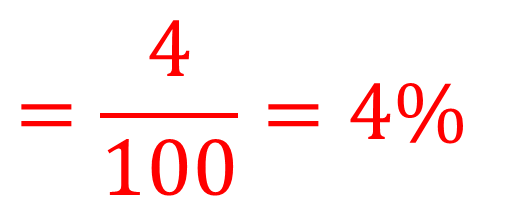 = 4/100 = 4%